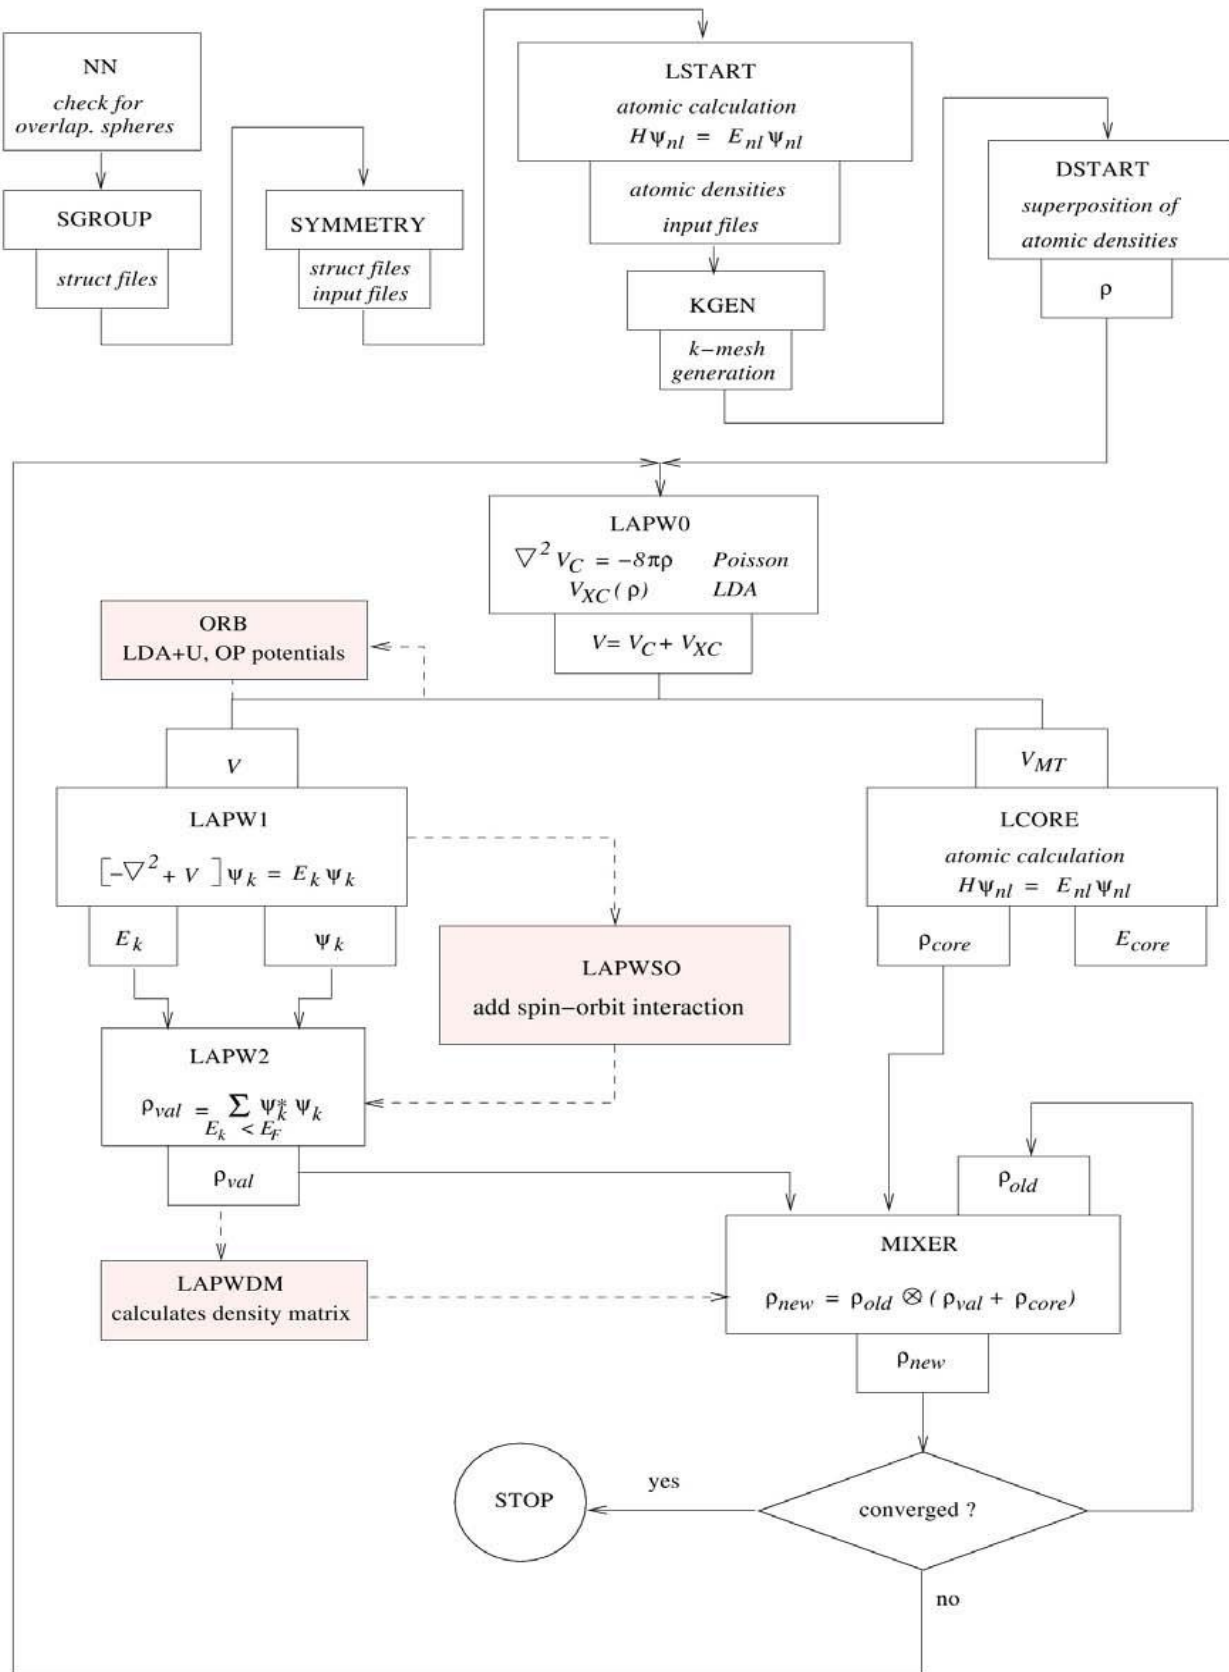 NN
check for
overlap. spheres
SGROUP
struct files
SYMMETRY
struct files
input files
LSTART
atomic calculation
Hψnl = Enl ψnl
atomic densities
input files
KGEN
k−mesh
generation
DSTART
superposition of
atomic densities
ρ
LAPW0
▽² VC = −8πρ Poisson
VXC(ρ) LDA
V= VC + VXC
ORB
LDA+U, OP potentials
V
LAPW1
[−▽² + V ] ψk = Ek ψk
Ek
ψk
VMT
LCORE
atomic calculation
Hψnl = Enl ψnl
ρcore
Ecore
LAPWSO
add spin−orbit interaction
LAPW2
ρval = Σ ψk* ψk
Ek < EF
ρval
LAPWDM
calculates density matrix
ρold
MIXER
ρnew = ρold ⊗ ( ρval + ρcore)
ρnew
converged ?
yes
STOP
no